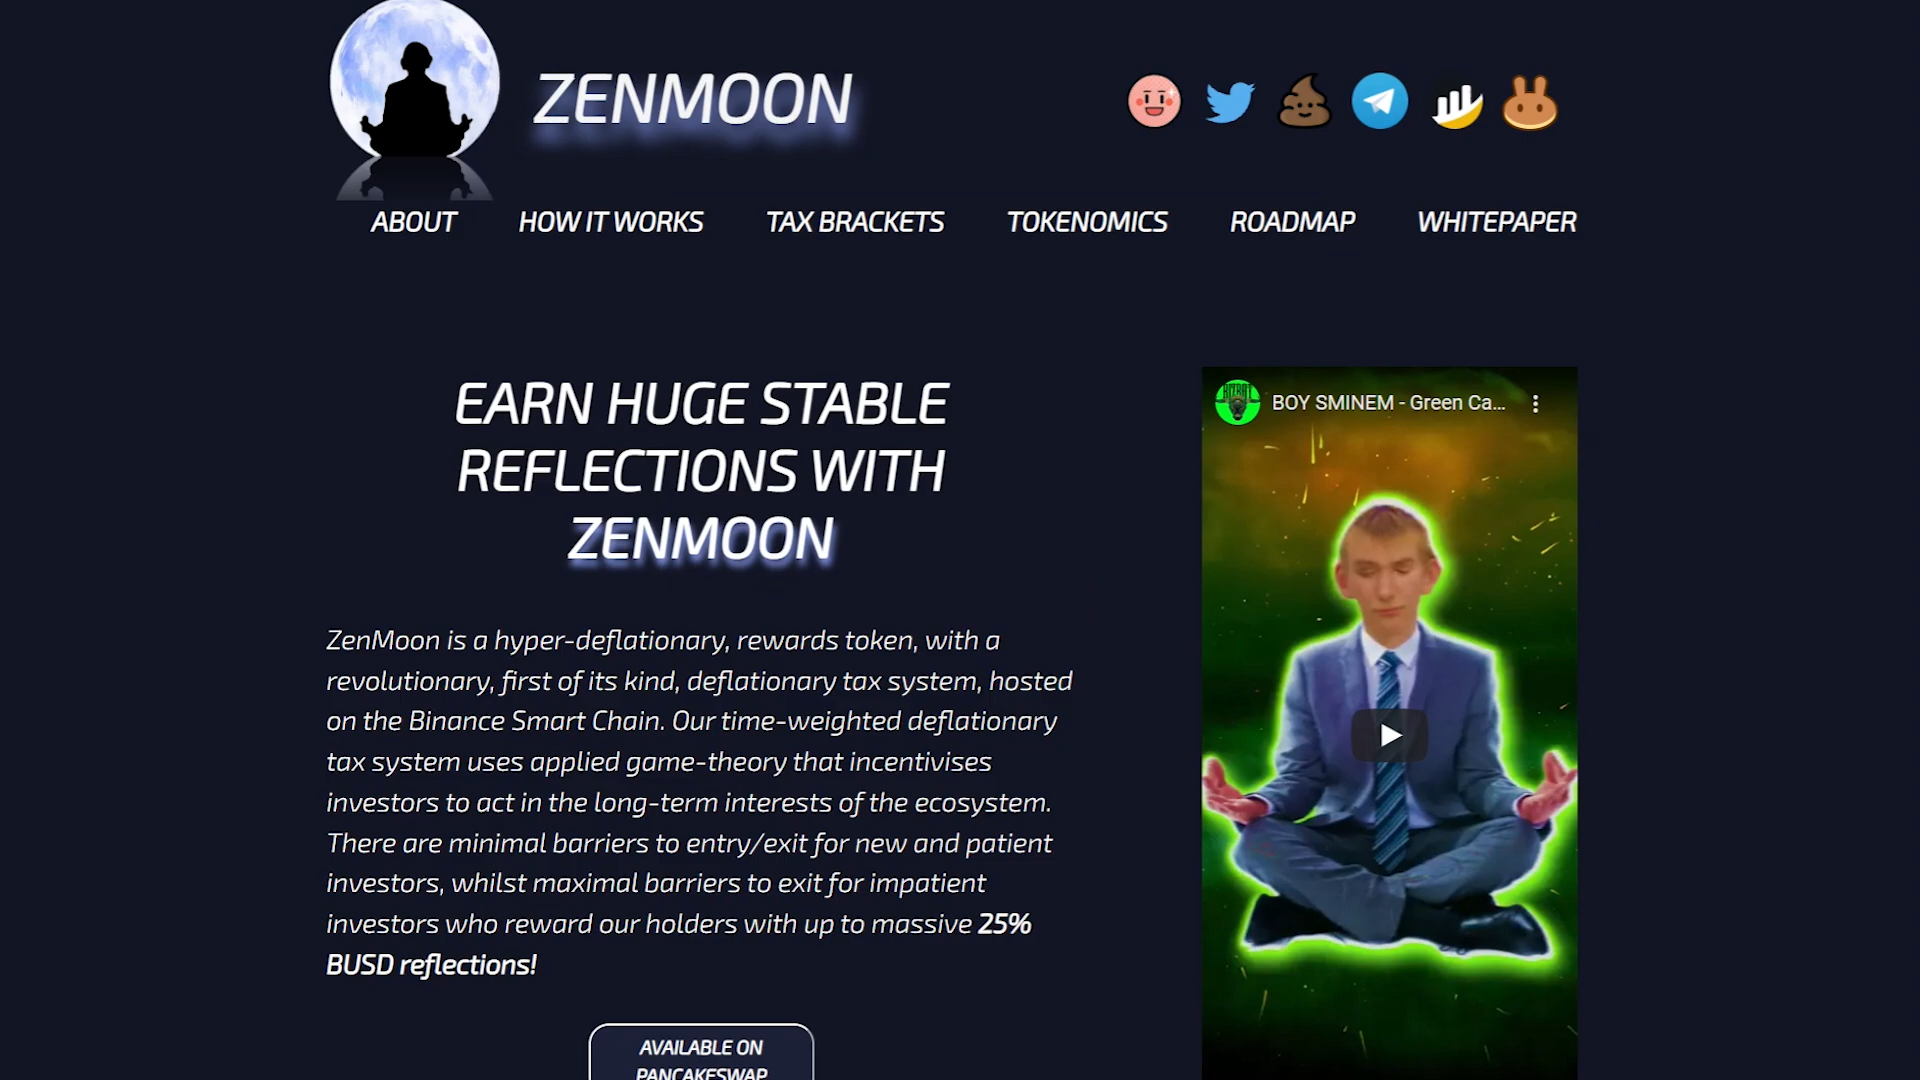 ZENMOON
ABOUT HOW IT WORKS TAX BRACKETS TOKENOMICS ROADMAP WHITEPAPER
EARN HUGE STABLE
REFLECTIONS WITH
ZENMOON
ZenMoon is a hyper-deflationary, rewards token, with a
revolutionary, first of its kind, deflationary tax system, hosted
on the Binance Smart Chain. Our time-weighted deflationary
tax system uses applied game-theory that incentivises
investors to act in the long-term interests of the ecosystem.
There are minimal barriers to entry/exit for new and patient
investors, whilst maximal barriers to exit for impatient
investors who reward our holders with up to massive 25%
BUSD reflections!
AVAILABLE ON
PANCAKESWAP
BOY SMINEM - Green Ca...